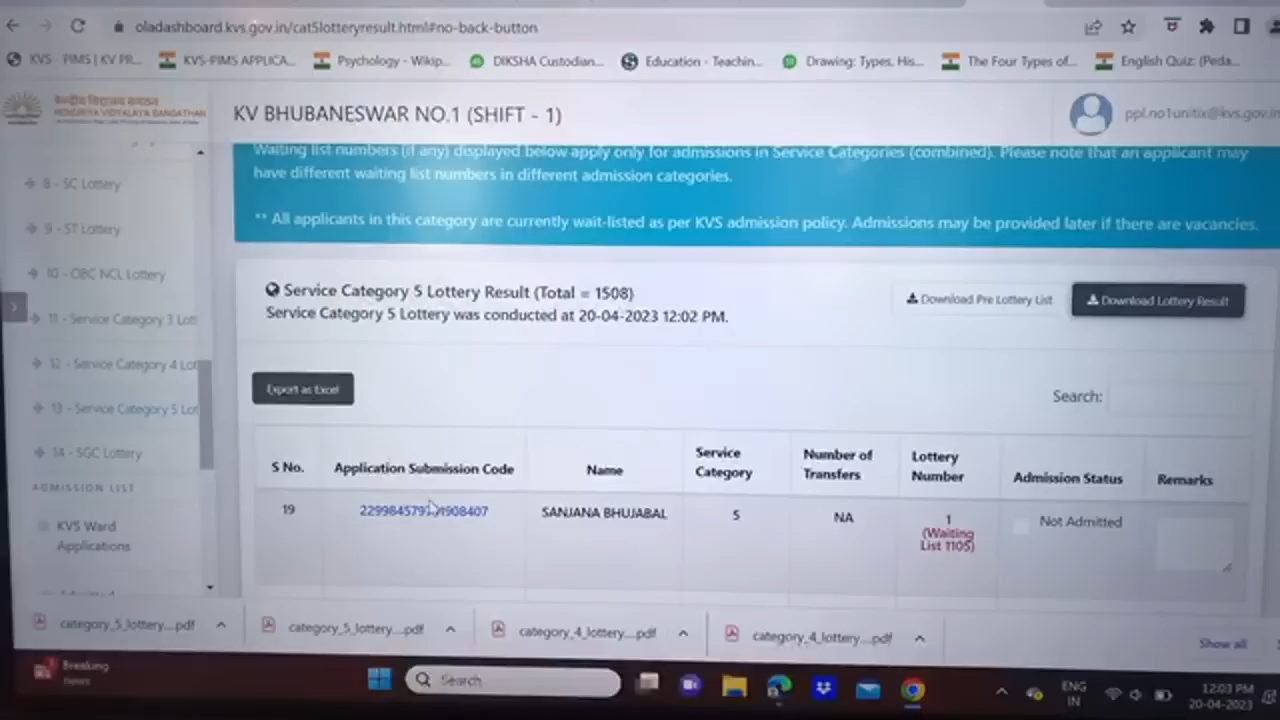 oladashboard.kvs.gov.in/cat5lotteryresult.html#no-back-button
KVS - PIMS | KV PR...
KVS-PIMS APPLICA...
Psychology - Wikip...
DIKSHA Custodian...
Education - Teachin...
Drawing: Types, His...
The Four Types of...
English Quiz: (Peda...
केन्द्रीय विद्यालय संगठन
KENDRIYA VIDYALAYA SANGATHAN
KV BHUBANESWAR NO.1 (SHIFT - 1)
ppl.no1unitix@kvs.gov.in
Waiting list numbers (if any) displayed below apply only for admissions in Service Categories (combined). Please note that an applicant may
have different waiting list numbers in different admission categories.
** All applicants in this category are currently wait-listed as per KVS admission policy. Admissions may be provided later if there are vacancies.
8 - SC Lottery
9 - ST Lottery
10 - OBC NCL Lottery
11 - Service Category 3 Lott
12 - Service Category 4 Lot
13 - Service Category 5 Lot
14 - SGC Lottery
ADMISSION LIST
KVS Ward
Applications
Service Category 5 Lottery Result (Total = 1508)
Service Category 5 Lottery was conducted at 20-04-2023 12:02 PM.
Download Pre Lottery List
Download Lottery Result
Export as Excel
Search:
S No.
Application Submission Code
Name
Service
Category
Number of
Transfers
Lottery
Number
Admission Status
Remarks
19
SANJANA BHUJABAL
5
NA
1
(Waiting
List 1105)
Not Admitted
category_5_lottery....pdf
category_5_lottery....pdf
category_4_lottery....pdf
category_4_lottery....pdf
Show all
Breaking
News
Search
ENG
IN
12:03 PM
20-04-2023